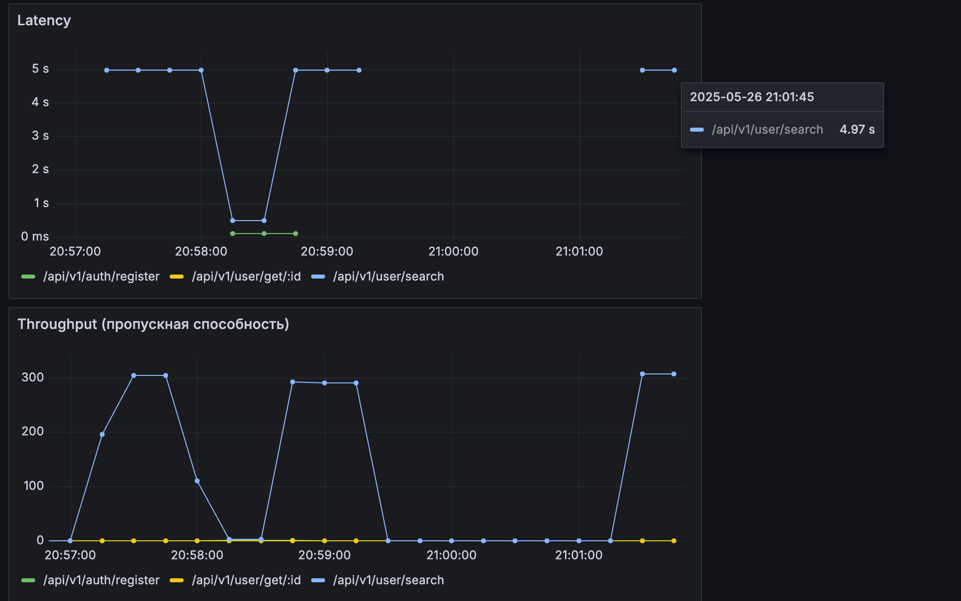 Latency
5 s
4 s
3 s
2 s
1 s
0 ms
20:57:00 20:58:00 20:59:00 21:00:00 21:01:00
/api/v1/auth/register /api/v1/user/get/:id /api/v1/user/search
2025-05-26 21:01:45
/api/v1/user/search 4.97 s
Throughput (пропускная способность)
300
200
100
0
20:57:00 20:58:00 20:59:00 21:00:00 21:01:00
/api/v1/auth/register /api/v1/user/get/:id /api/v1/user/search